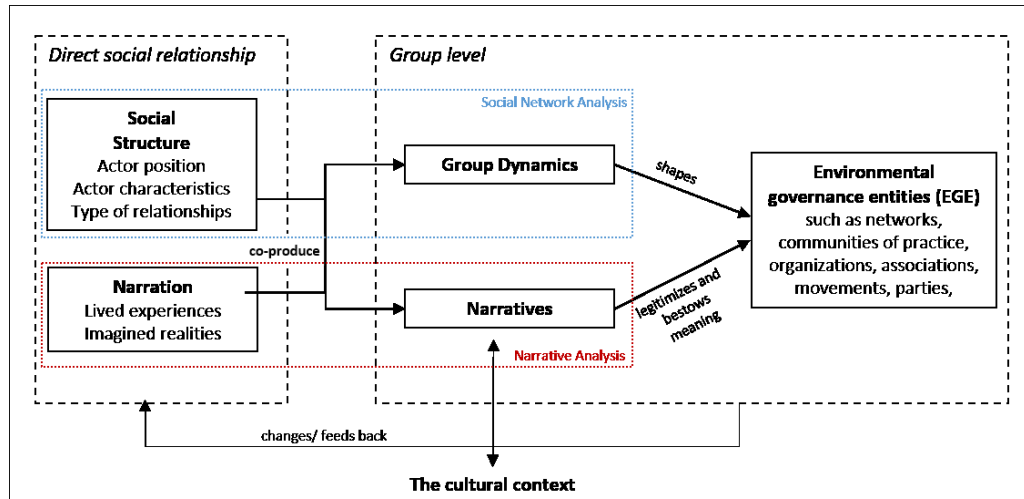 Direct social relationship
Group level
Social Network Analysis
Social
Structure
Actor position
Actor characteristics
Type of relationships
Group Dynamics
shapes
Environmental
governance entities (EGE)
such as networks,
communities of practice,
organizations, associations,
movements, parties,
co-produce
Narration
Lived experiences
Imagined realities
Narratives
legitimizes and
bestows
meaning
Narrative Analysis
changes/ feeds back
The cultural context